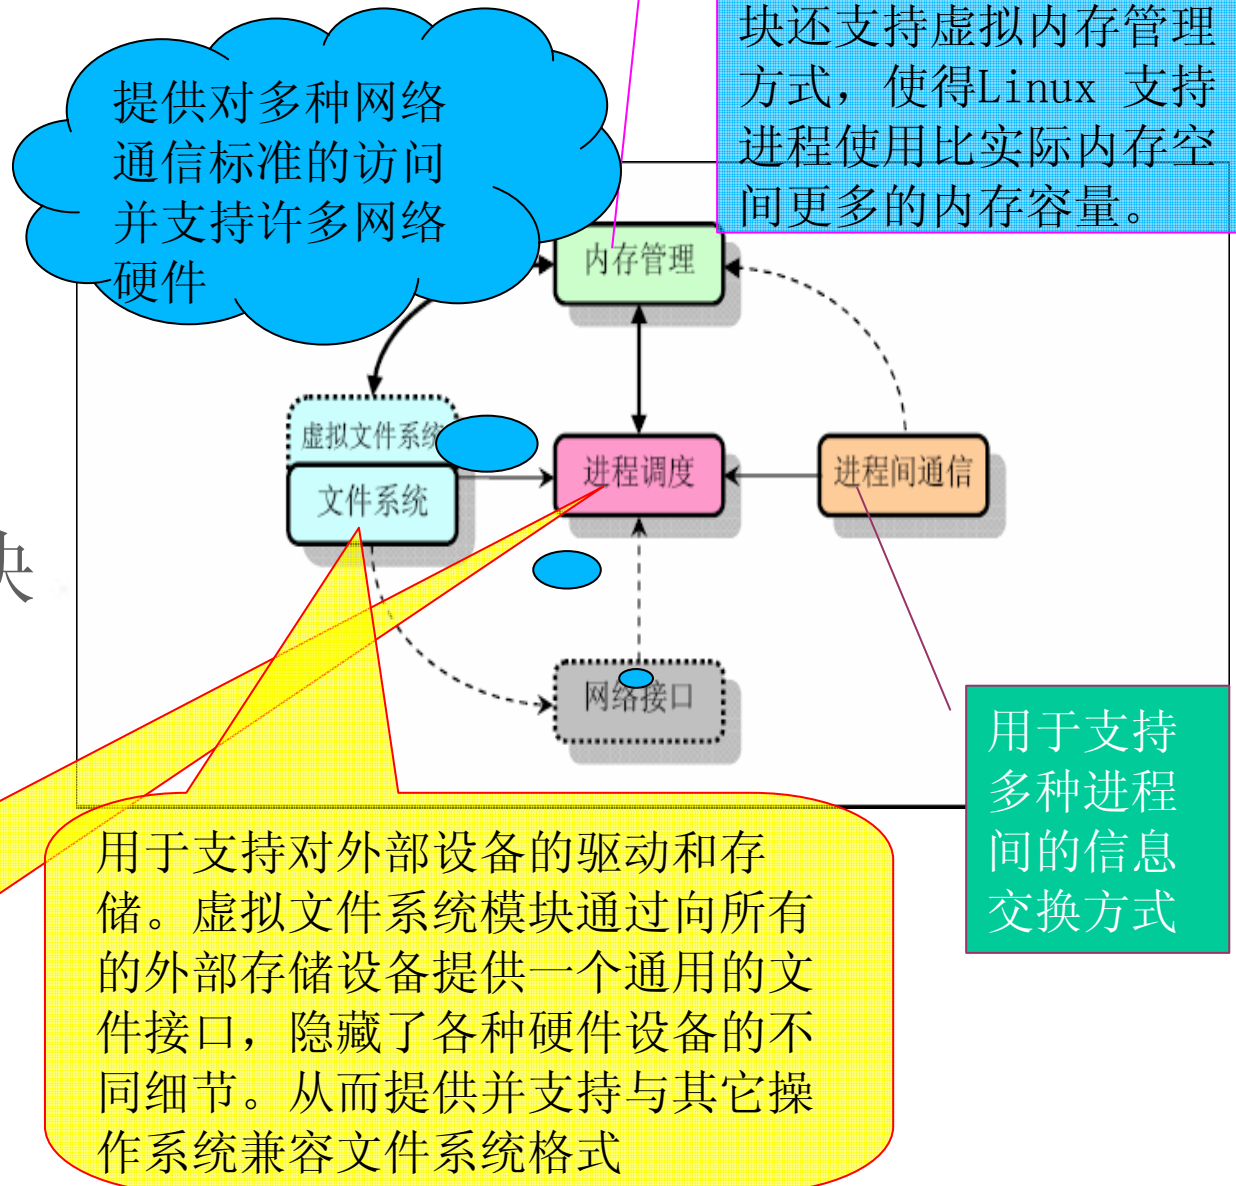 块还支持虚拟内存管理
方式，使得Linux 支持
进程使用比实际内存空
间更多的内存容量。
提供对多种网络
通信标准的访问
并支持许多网络
硬件
内存管理
虚拟文件系统
文件系统
进程调度
进程间通信
网络接口
块
用于支持
多种进程
间的信息
交换方式
用于支持对外部设备的驱动和存
储。虚拟文件系统模块通过向所有
的外部存储设备提供一个通用的文
件接口，隐藏了各种硬件设备的不
同细节。从而提供并支持与其它操
作系统兼容文件系统格式